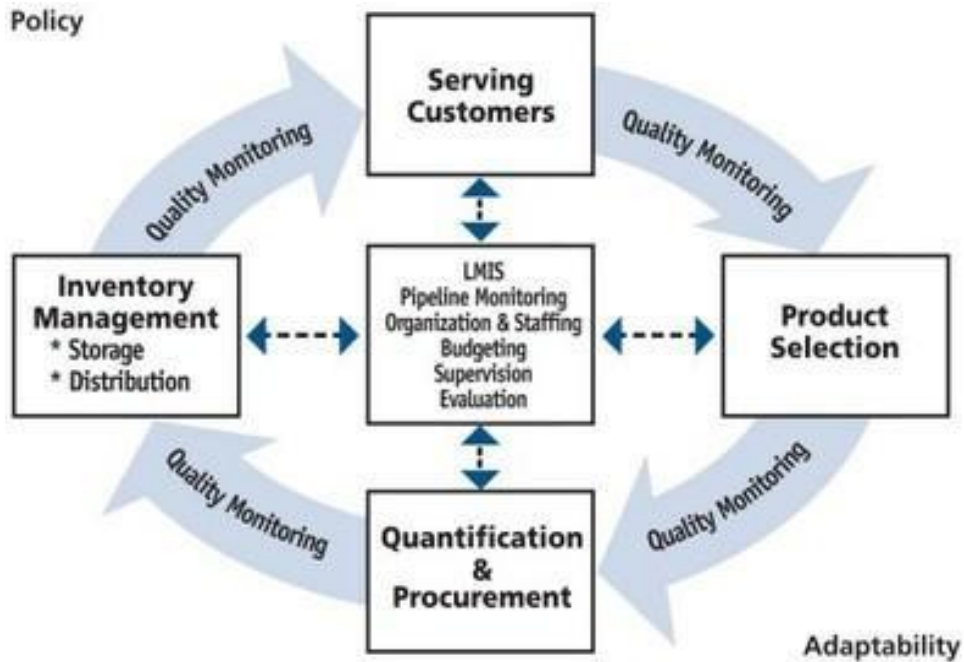 Policy
Serving
Customers
Quality Monitoring
Quality Monitoring
Inventory
Management
* Storage
* Distribution
LMIS
Pipeline Monitoring
Organization & Staffing
Budgeting
Supervision
Evaluation
Product
Selection
Quality Monitoring
Quality Monitoring
Quantification
&
Procurement
Adaptability